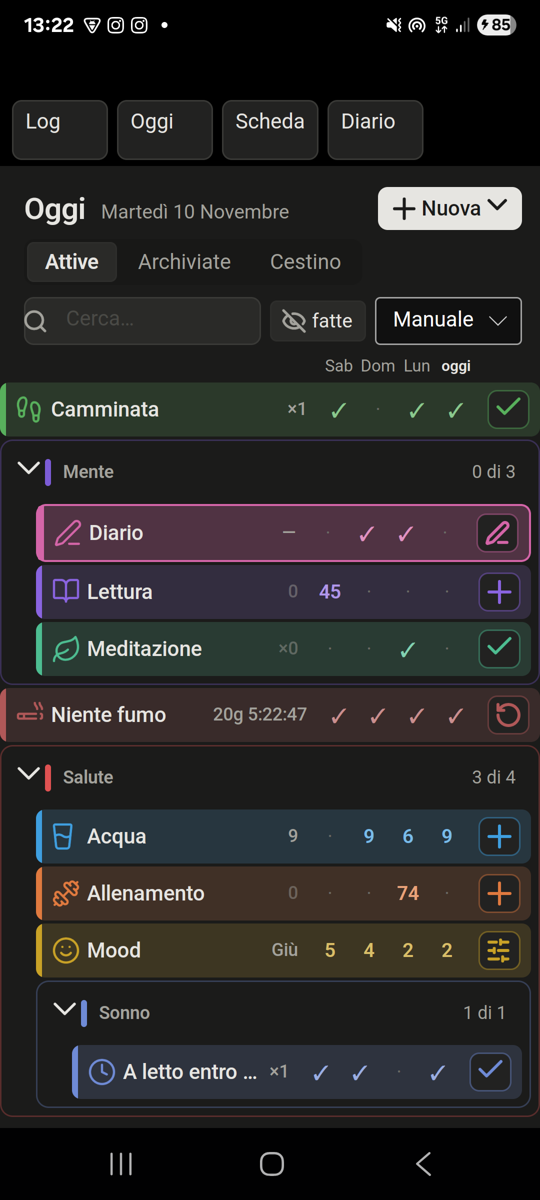 13:22 5G 85
Log Oggi Scheda Diario
Oggi Martedì 10 Novembre Nuova
Attive Archiviate Cestino
Cerca... fatte Manuale
Sab Dom Lun oggi
Camminata ×1 ✓ · ✓ ✓
Mente 0 di 3
Diario – · ✓ ✓ ·
Lettura 0 45 · · ·
Meditazione ×0 · · ✓ ·
Niente fumo 20g 5:22:47 ✓ ✓ ✓ ✓
Salute 3 di 4
Acqua 9 · 9 6 9
Allenamento 0 · · 74 ·
Mood Giù 5 4 2 2
Sonno 1 di 1
A letto entro ... ×1 ✓ ✓ · ✓